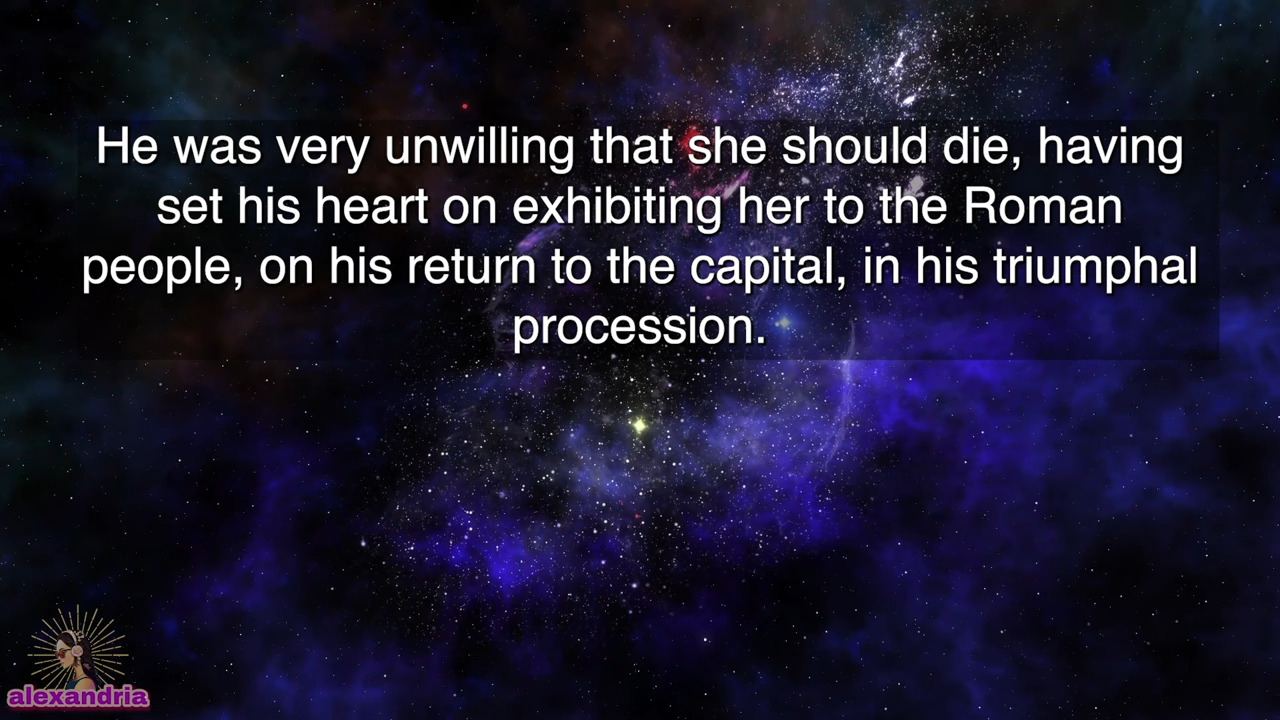 He was very unwilling that she should die, having
set his heart on exhibiting her to the Roman
people, on his return to the capital, in his triumphal
procession.
alexandria